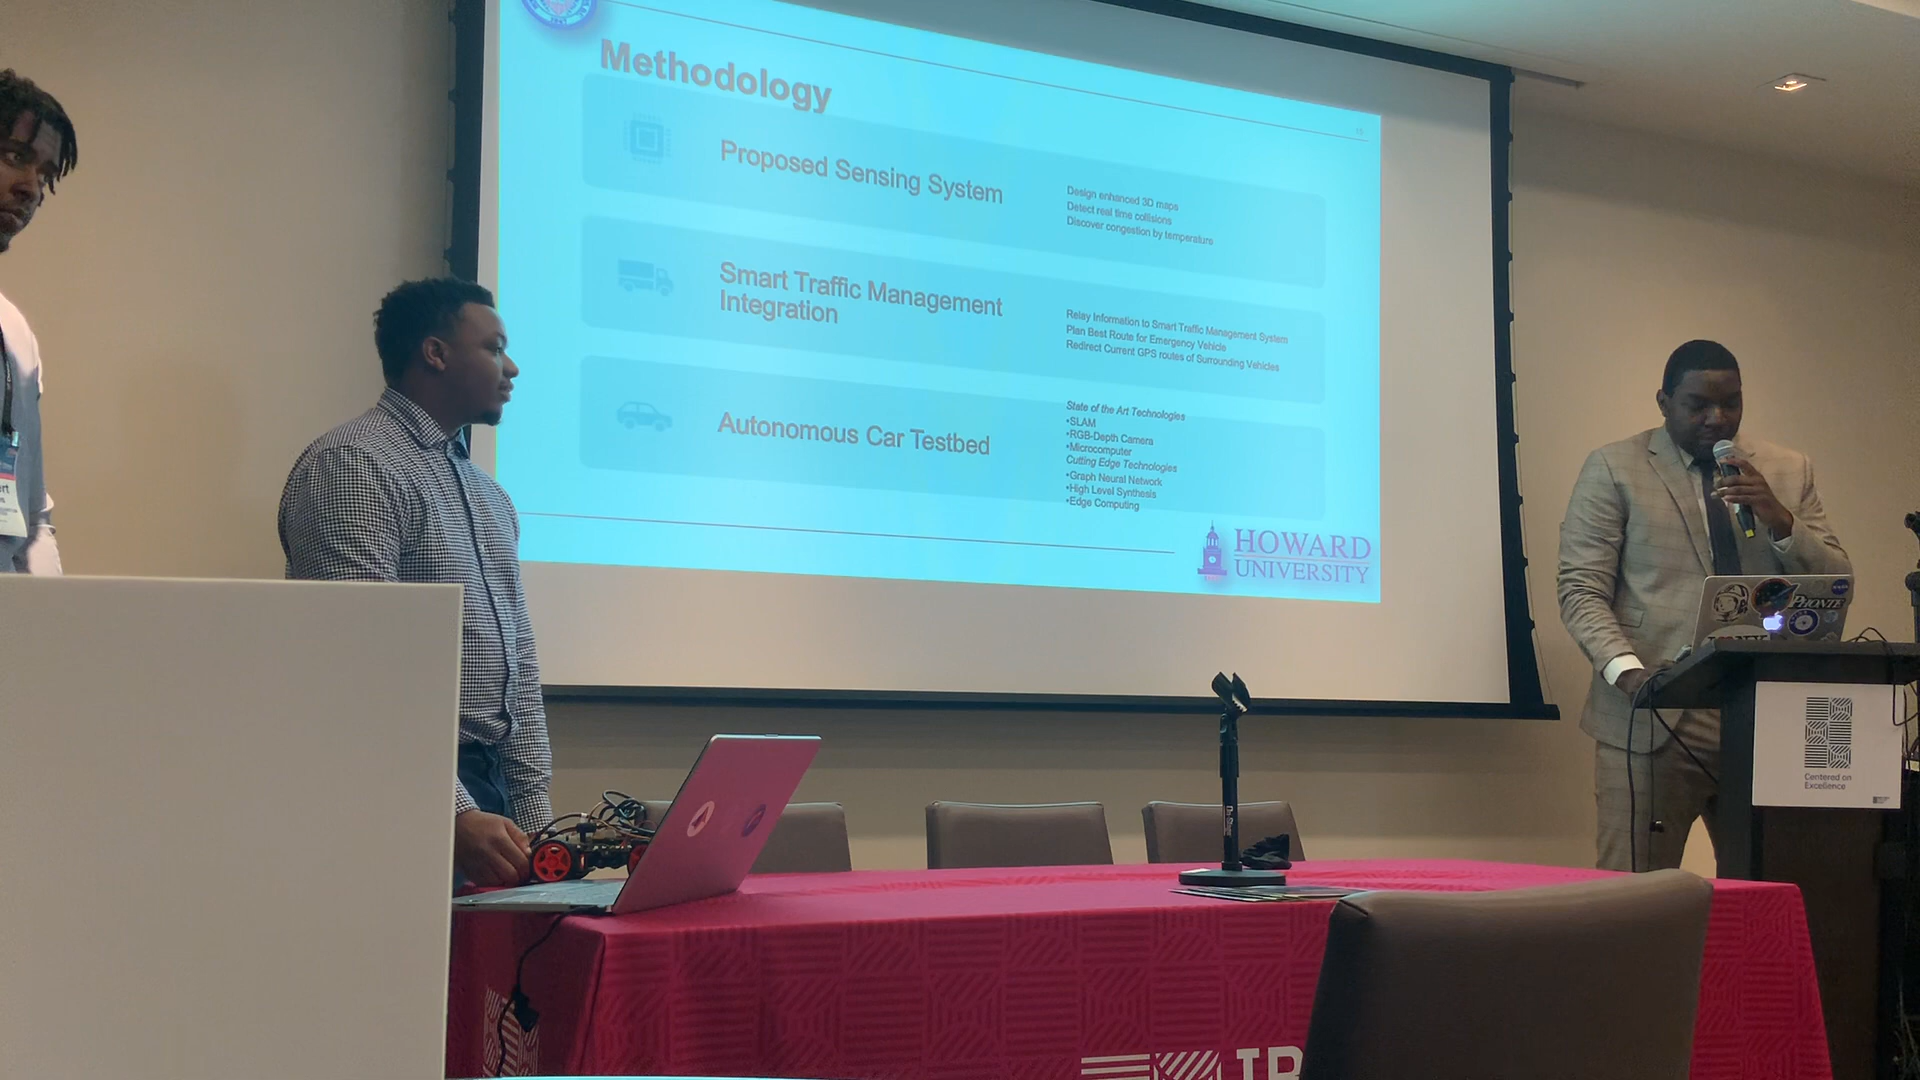 Methodology
15
Proposed Sensing System
Design enhanced 3D maps
Detect real time collisions
Discover congestion by temperature
Smart Traffic Management
Integration
Relay Information to Smart Traffic Management System
Plan Best Route for Emergency Vehicle
Redirect Current GPS routes of Surrounding Vehicles
Autonomous Car Testbed
State of the Art Technologies
•SLAM
•RGB-Depth Camera
•Microcomputer
Cutting Edge Technologies
•Graph Neural Network
•High Level Synthesis
•Edge Computing
HOWARD
UNIVERSITY
PHONTE
Centered on
Excellence